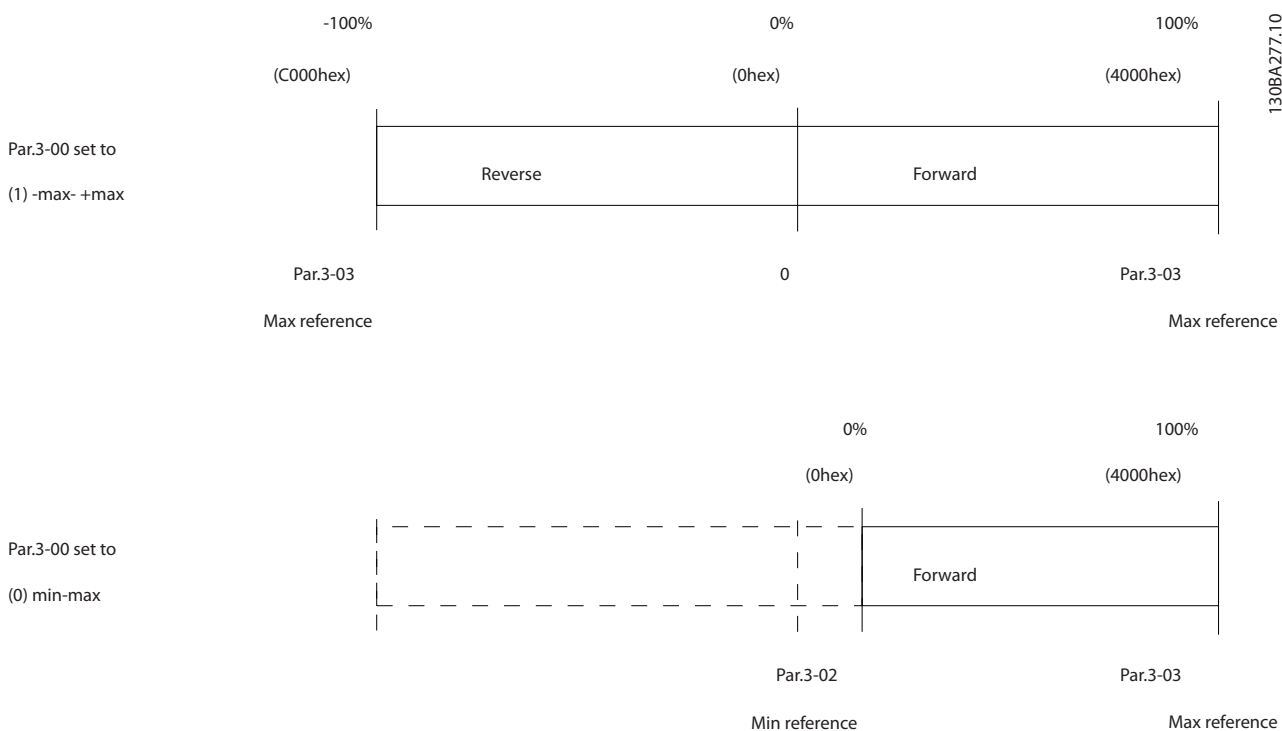 -100% 0% 100%
(C000hex) (0hex) (4000hex)
130BA277.10
Par.3-00 set to
(1) -max- +max
Reverse Forward
Par.3-03 0 Par.3-03
Max reference Max reference
0% 100%
(0hex) (4000hex)
Par.3-00 set to
(0) min-max
Forward
Par.3-02 Par.3-03
Min reference Max reference